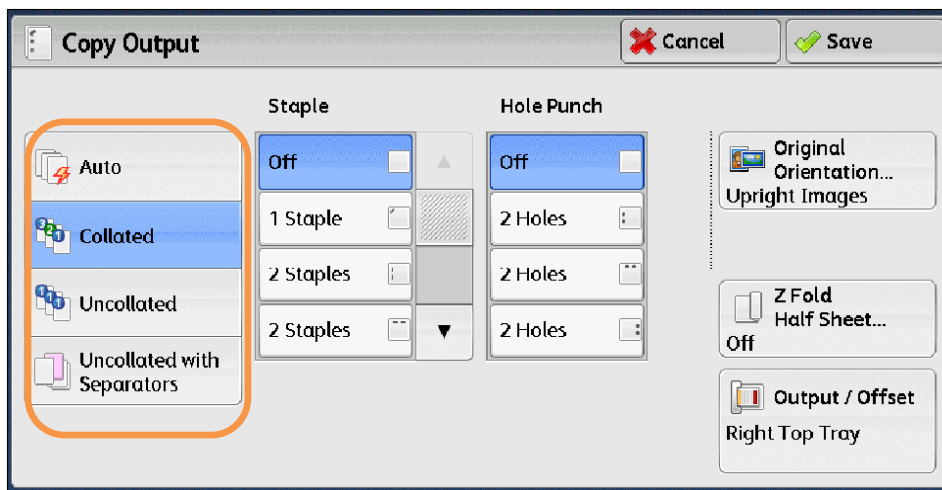 Copy Output
Cancel
Save
Staple
Hole Punch
Auto
Collated
Uncollated
Uncollated with
Separators
Off
1 Staple
2 Staples
2 Staples
Off
2 Holes
2 Holes
2 Holes
Original
Orientation...
Upright Images
Z Fold
Half Sheet...
Off
Output / Offset
Right Top Tray